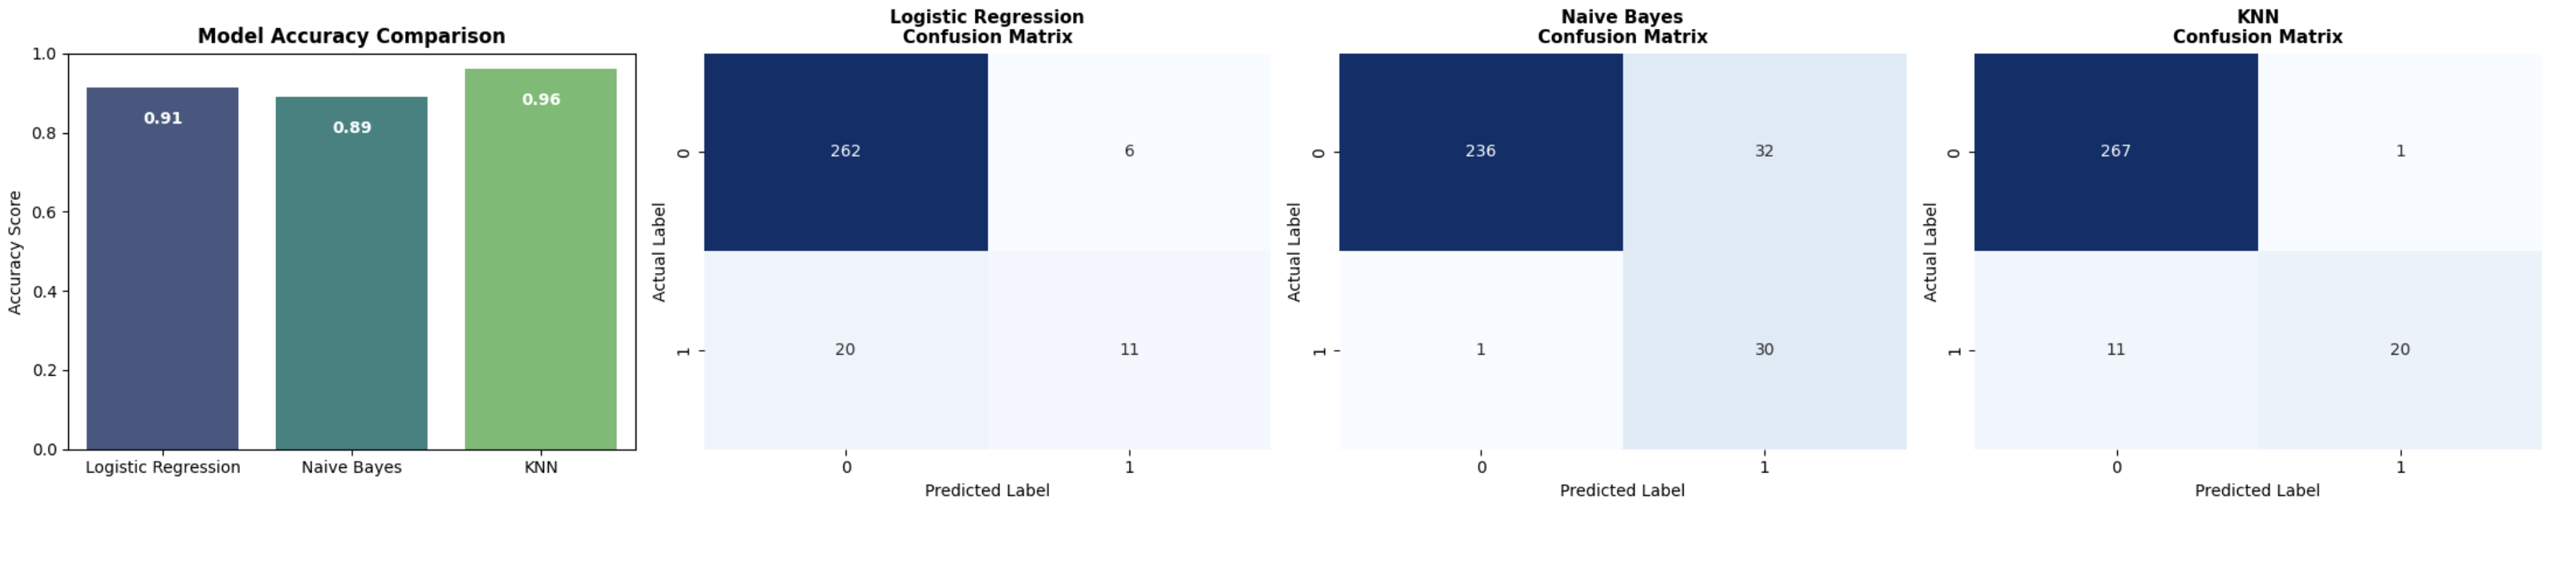 Model Accuracy Comparison
Accuracy Score
1.0
0.8
0.6
0.4
0.2
0.0
0.91
0.89
0.96
Logistic Regression
Naive Bayes
KNN
Logistic Regression
Confusion Matrix
Actual Label
0
1
262
6
20
11
0
1
Predicted Label
Naive Bayes
Confusion Matrix
Actual Label
0
1
236
32
1
30
0
1
Predicted Label
KNN
Confusion Matrix
Actual Label
0
1
267
1
11
20
0
1
Predicted Label